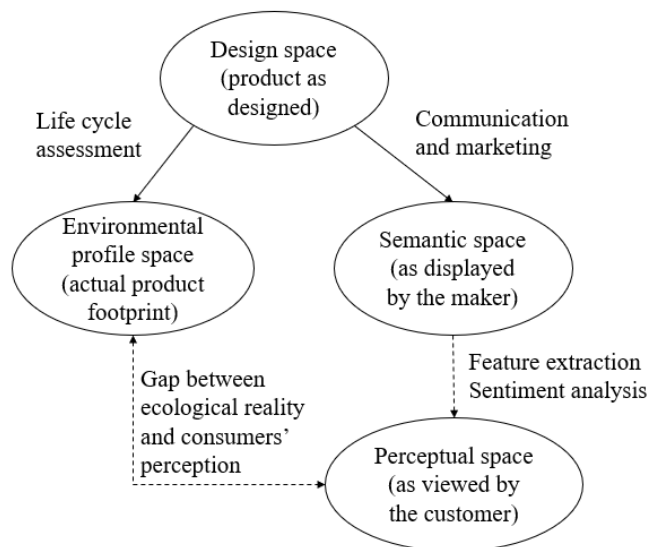 Design space
(product as
designed)
Life cycle
assessment
Communication
and marketing
Environmental
profile space
(actual product
footprint)
Semantic space
(as displayed
by the maker)
Feature extraction
Sentiment analysis
Gap between
ecological reality
and consumers’
perception
Perceptual space
(as viewed by
the customer)